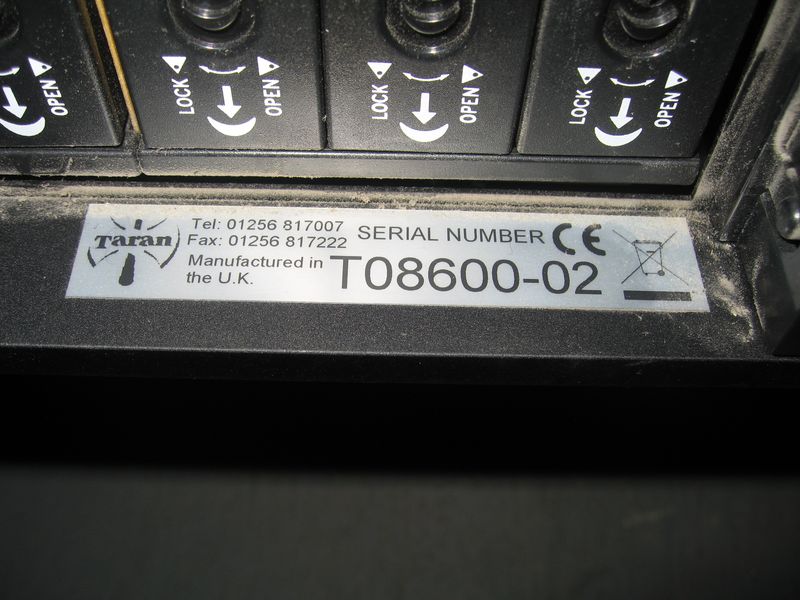 OPEN
LOCK OPEN
LOCK OPEN
LOCK OPEN
Taran
Tel: 01256 817007
Fax: 01256 817222
Manufactured in
the U.K.
SERIAL NUMBER CE
T08600-02